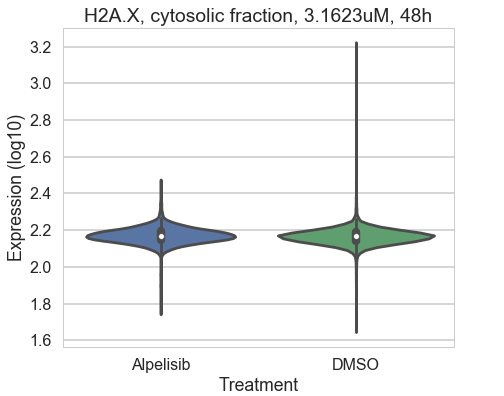 H2A.X, cytosolic fraction, 3.1623uM, 48h
3.2
3.0
2.8
2.6
2.4
2.2
2.0
1.8
1.6
Expression (log10)
Alpelisib
DMSO
Treatment